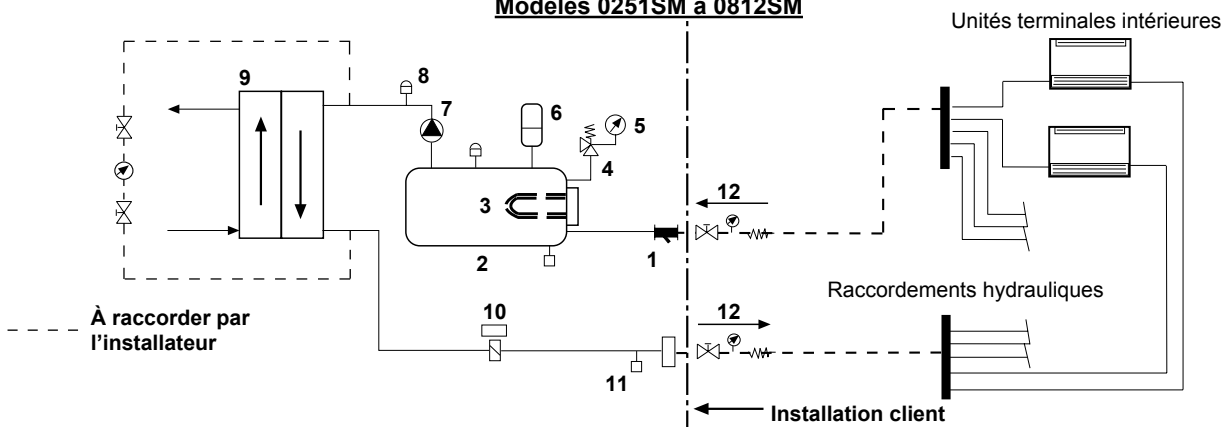 Modèles 0251SM à 0812SM
Unités terminales intérieures
9
8
7
6
5
4
3
12
2
1
Raccordements hydrauliques
À raccorder par
l’installateur
10
12
11
Installation client